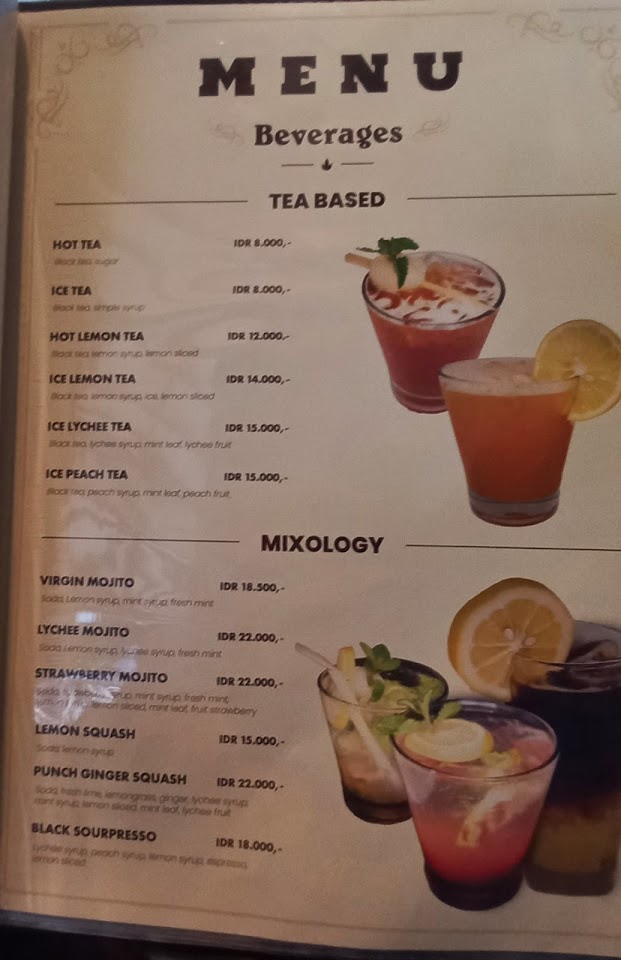 MENU
Beverages
TEA BASED
HOT TEA IDR 8.000,-
Black tea, sugar
ICE TEA IDR 8.000,-
Black tea, simple syrup
HOT LEMON TEA IDR 12.000,-
Black tea, lemon syrup, lemon sliced
ICE LEMON TEA IDR 14.000,-
Black tea, lemon syrup, ice, lemon sliced
ICE LYCHEE TEA IDR 15.000,-
Black tea, lychee syrup, mint leaf, lychee fruit
ICE PEACH TEA IDR 15.000,-
Black tea, peach syrup, mint leaf, peach fruit,
MIXOLOGY
VIRGIN MOJITO IDR 18.500,-
Soda, Lemon syrup, mint syrup, fresh mint
LYCHEE MOJITO IDR 22.000,-
Soda, Lemon syrup, lychee syrup, fresh mint
STRAWBERRY MOJITO IDR 22.000,-
Soda, syrup, mint syrup, fresh mint,
lemon sliced, mint leaf, fruit strawberry
LEMON SQUASH IDR 15.000,-
Soda, lemon syrup
PUNCH GINGER SQUASH IDR 22.000,-
Soda, fresh lime, lemongrass, ginger, lychee syrup,
mint syrup, lemon sliced, mint leaf, lychee fruit
BLACK SOURPRESSO IDR 18.000,-
Lychee syrup, peach syrup, lemon syrup, espresso,
lemon sliced